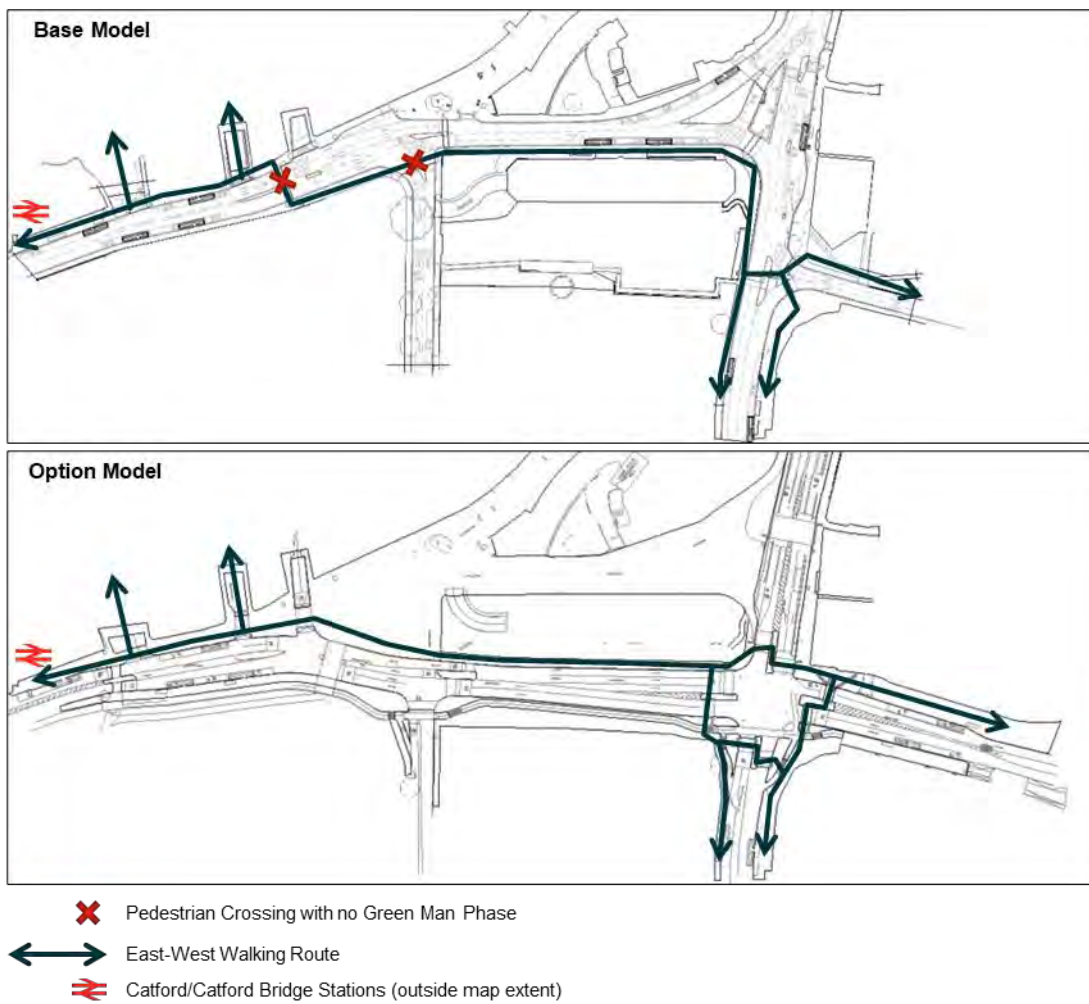 Base Model
Option Model
Pedestrian Crossing with no Green Man Phase
East-West Walking Route
Catford/Catford Bridge Stations (outside map extent)